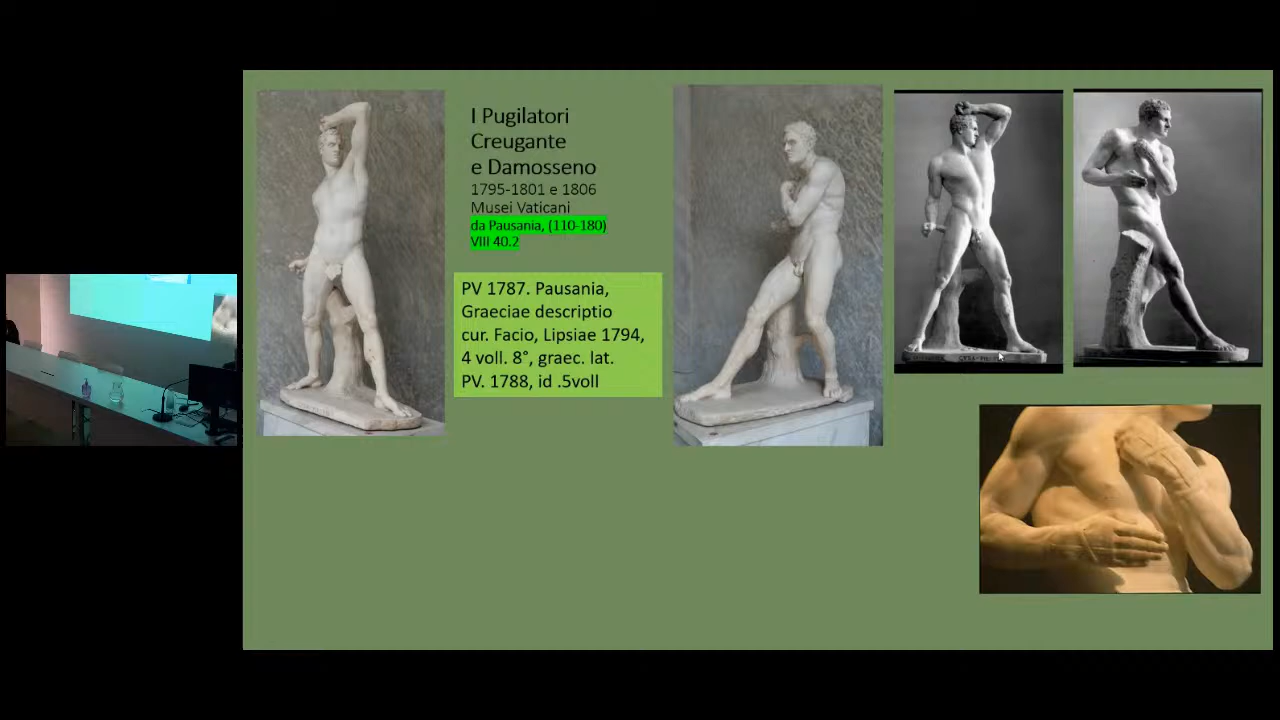 I Pugilatori
Creugante
e Damosseno
1795-1801 e 1806
Musei Vaticani
da Pausania, (110-180)
VIII 40.2
PV 1787. Pausania,
Graeciae descriptio
cur. Facio, Lipsiae 1794,
4 voll. 8°, graec. lat.
PV. 1788, id .5voll